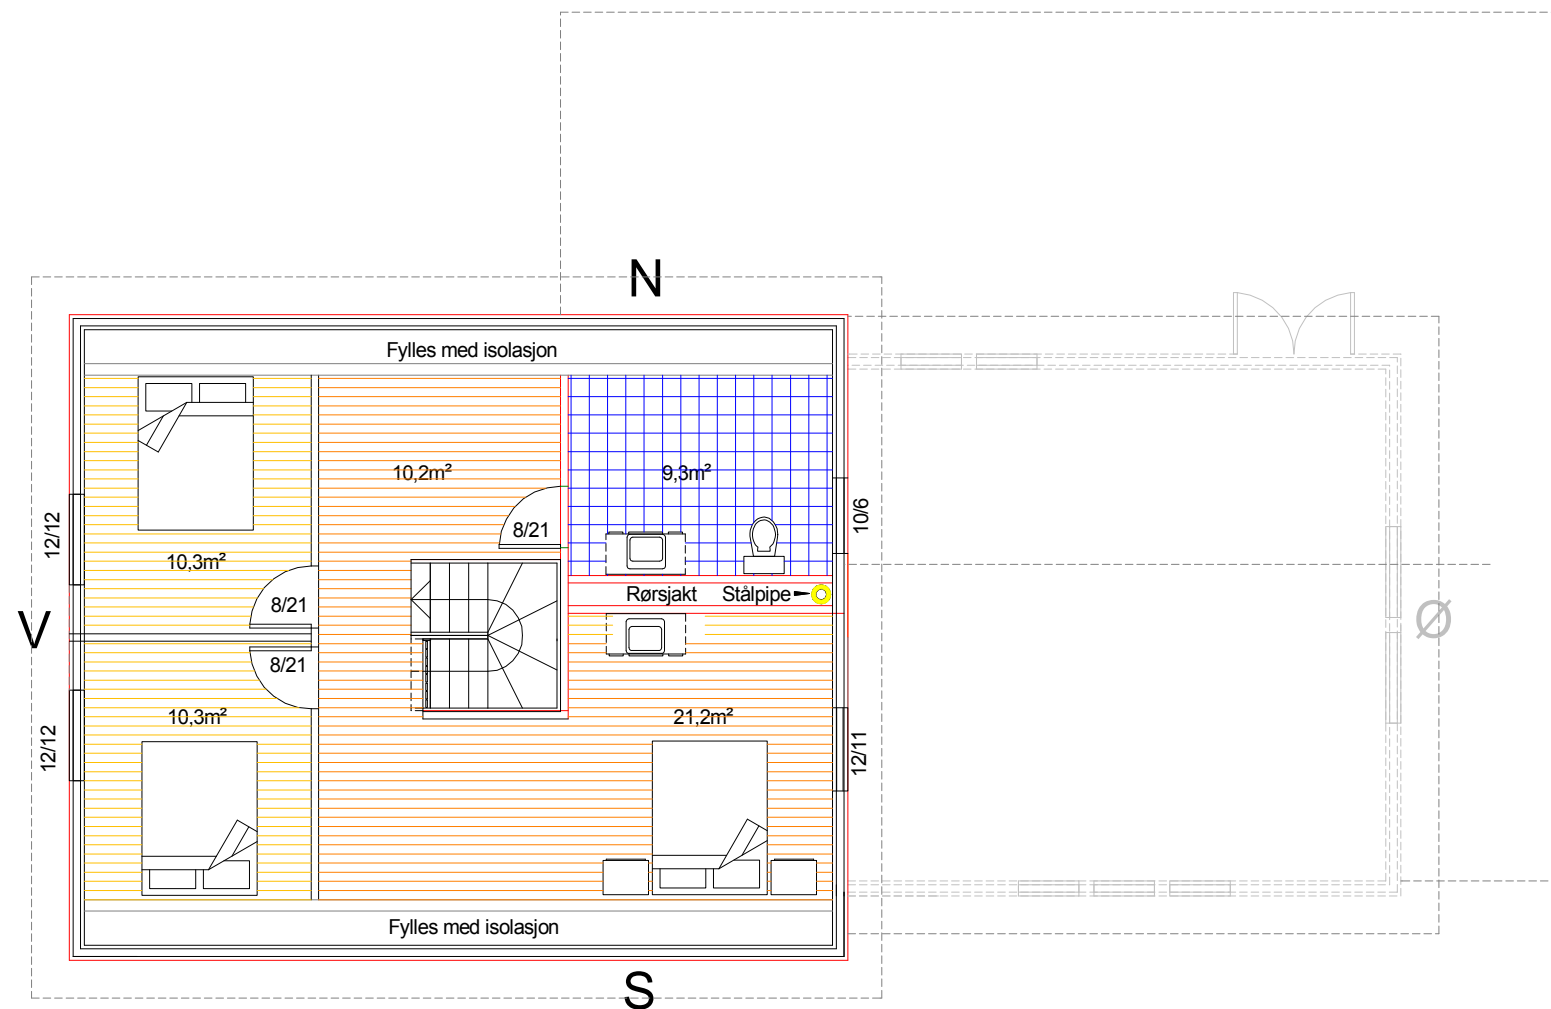 N
Fylles med isolasjon
10,2m²
9,3m²
8/21
10/6
12/12
10,3m²
8/21
Rørsjakt
Stålpipe
V
Ø
8/21
10,3m²
21,2m²
12/12
12/11
Fylles med isolasjon
S